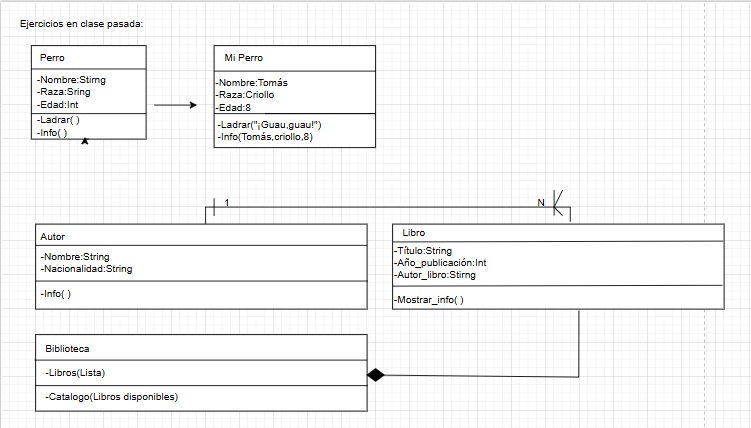 Ejercicios en clase pasada:
Perro
-Nombre:Stirng
-Raza:Sring
-Edad:Int
-Ladrar( )
-Info( )
Mi Perro
-Nombre:Tomás
-Raza:Criollo
-Edad:8
-Ladrar("¡Guau,guau!")
-Info(Tomás,criollo,8)
1
N
Autor
-Nombre:String
-Nacionalidad:String
-Info( )
Libro
-Título:String
-Año_publicación:Int
-Autor_libro:Stirng
-Mostrar_info( )
Biblioteca
-Libros(Lista)
-Catalogo(Libros disponibles)